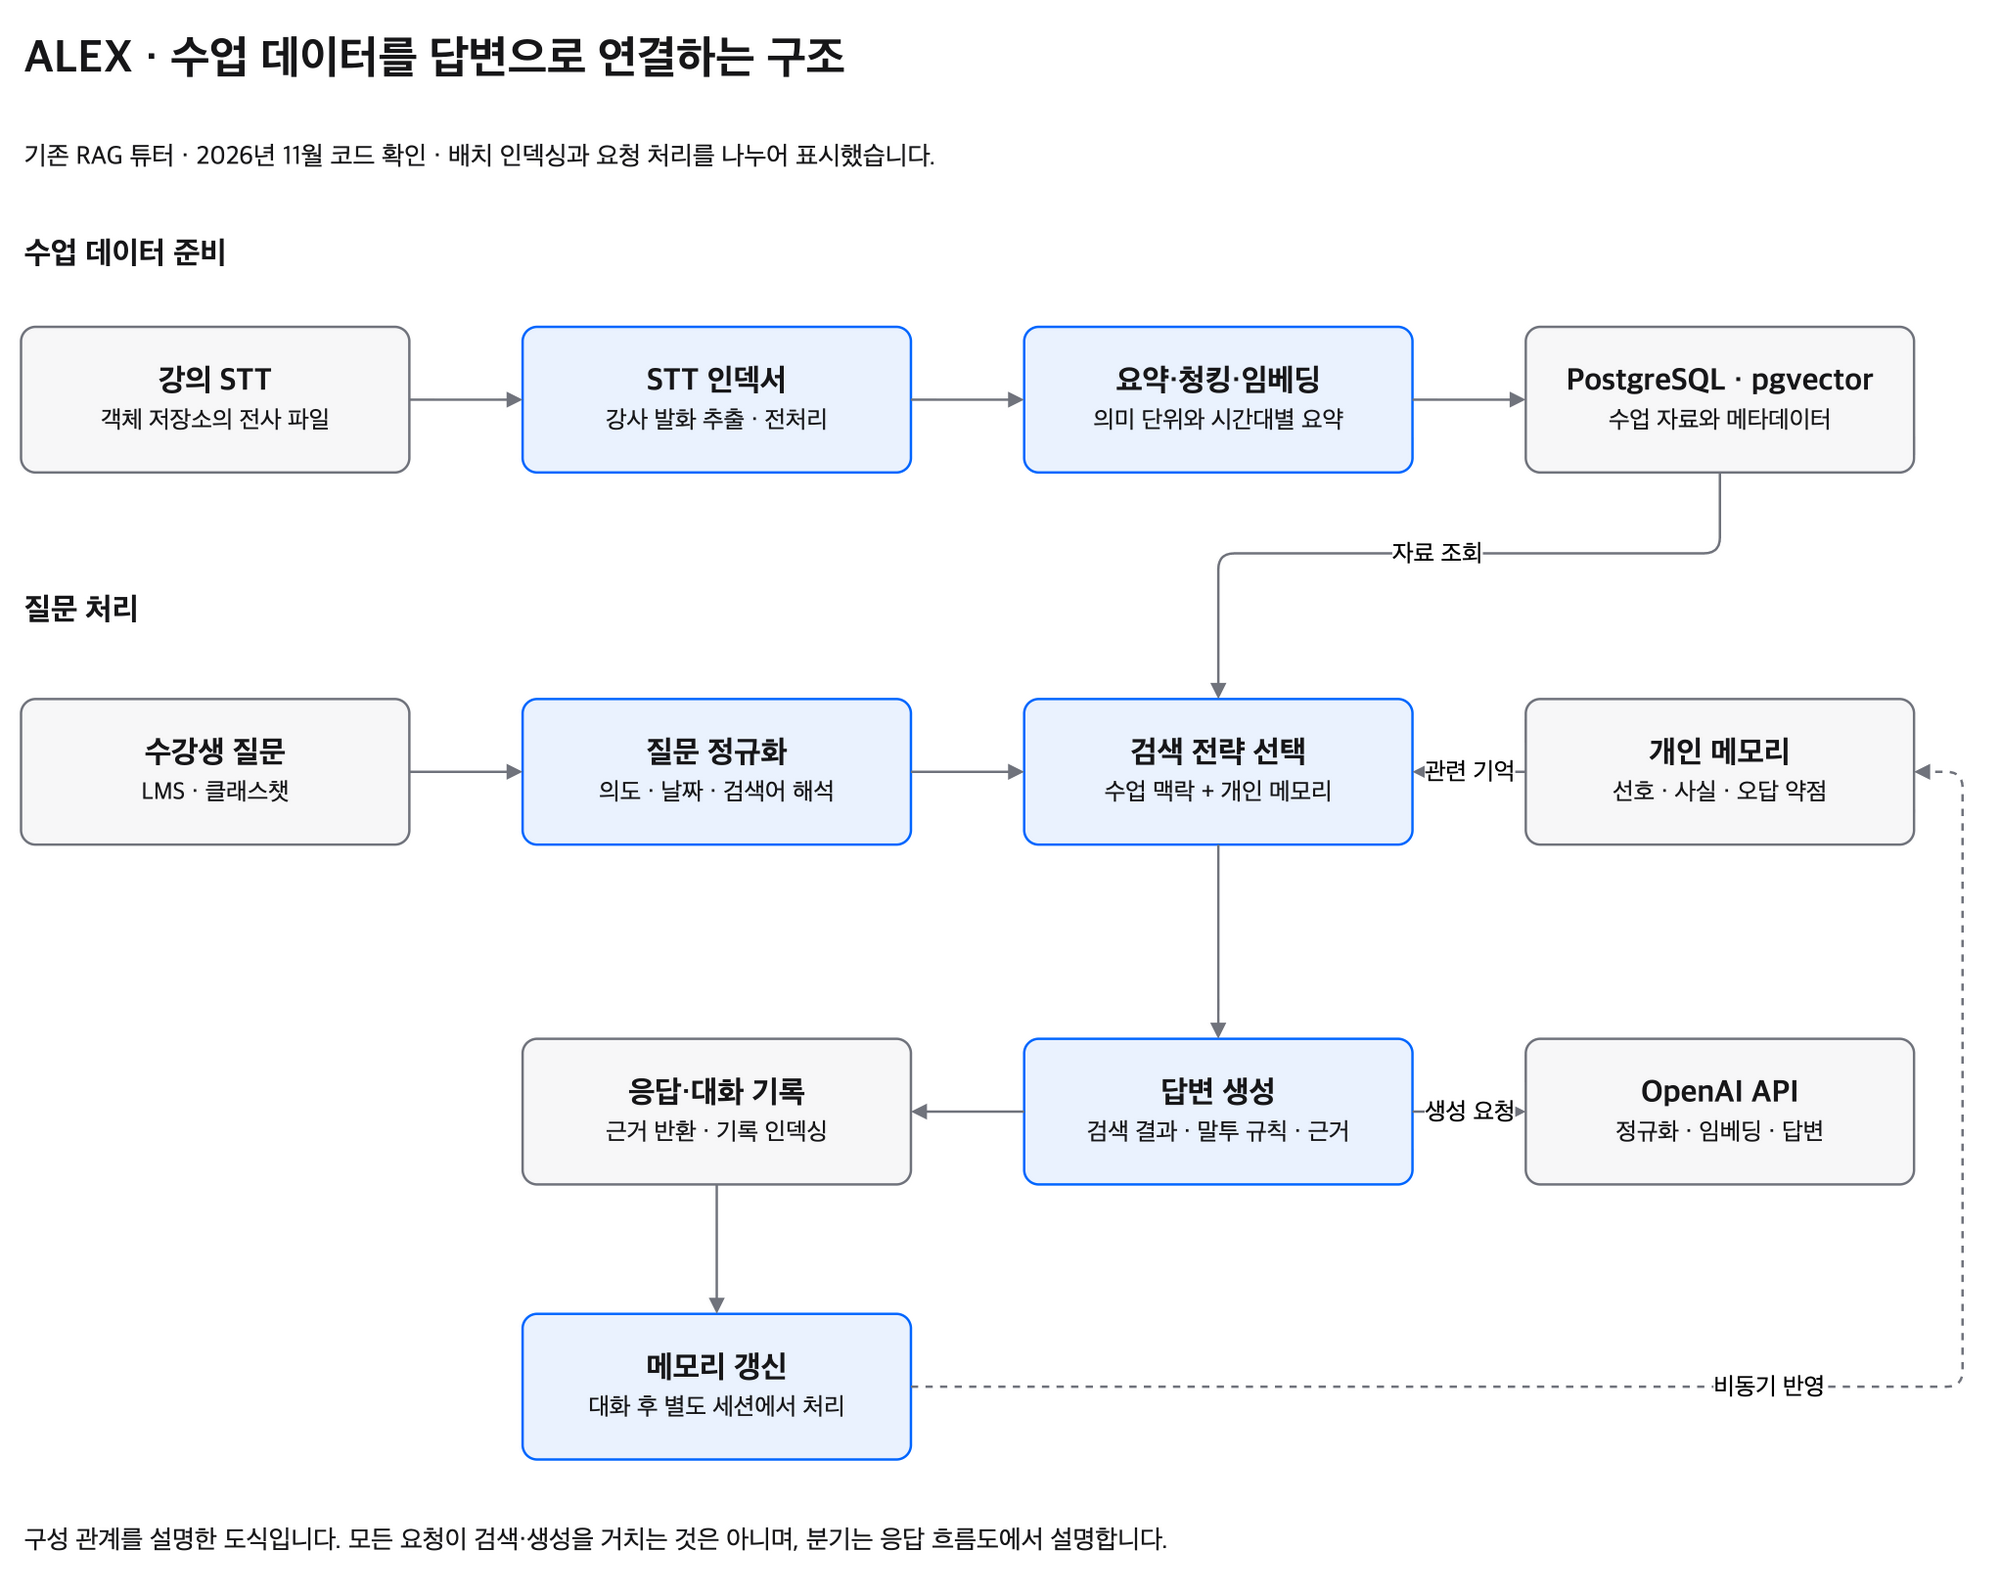 ALEX · 수업 데이터를 답변으로 연결하는 구조
기존 RAG 튜터 · 2026년 11월 코드 확인 · 배치 인덱싱과 요청 처리를 나누어 표시했습니다.
수업 데이터 준비
강의 STT
객체 저장소의 전사 파일
STT 인덱서
강사 발화 추출 · 전처리
요약·청킹·임베딩
의미 단위와 시간대별 요약
PostgreSQL · pgvector
수업 자료와 메타데이터
자료 조회
질문 처리
수강생 질문
LMS · 클래스챗
질문 정규화
의도 · 날짜 · 검색어 해석
검색 전략 선택
수업 맥락 + 개인 메모리
관련 기억
개인 메모리
선호 · 사실 · 오답 약점
응답·대화 기록
근거 반환 · 기록 인덱싱
답변 생성
검색 결과 · 말투 규칙 · 근거
생성 요청
OpenAI API
정규화 · 임베딩 · 답변
메모리 갱신
대화 후 별도 세션에서 처리
비동기 반영
구성 관계를 설명한 도식입니다. 모든 요청이 검색·생성을 거치는 것은 아니며, 분기는 응답 흐름도에서 설명합니다.